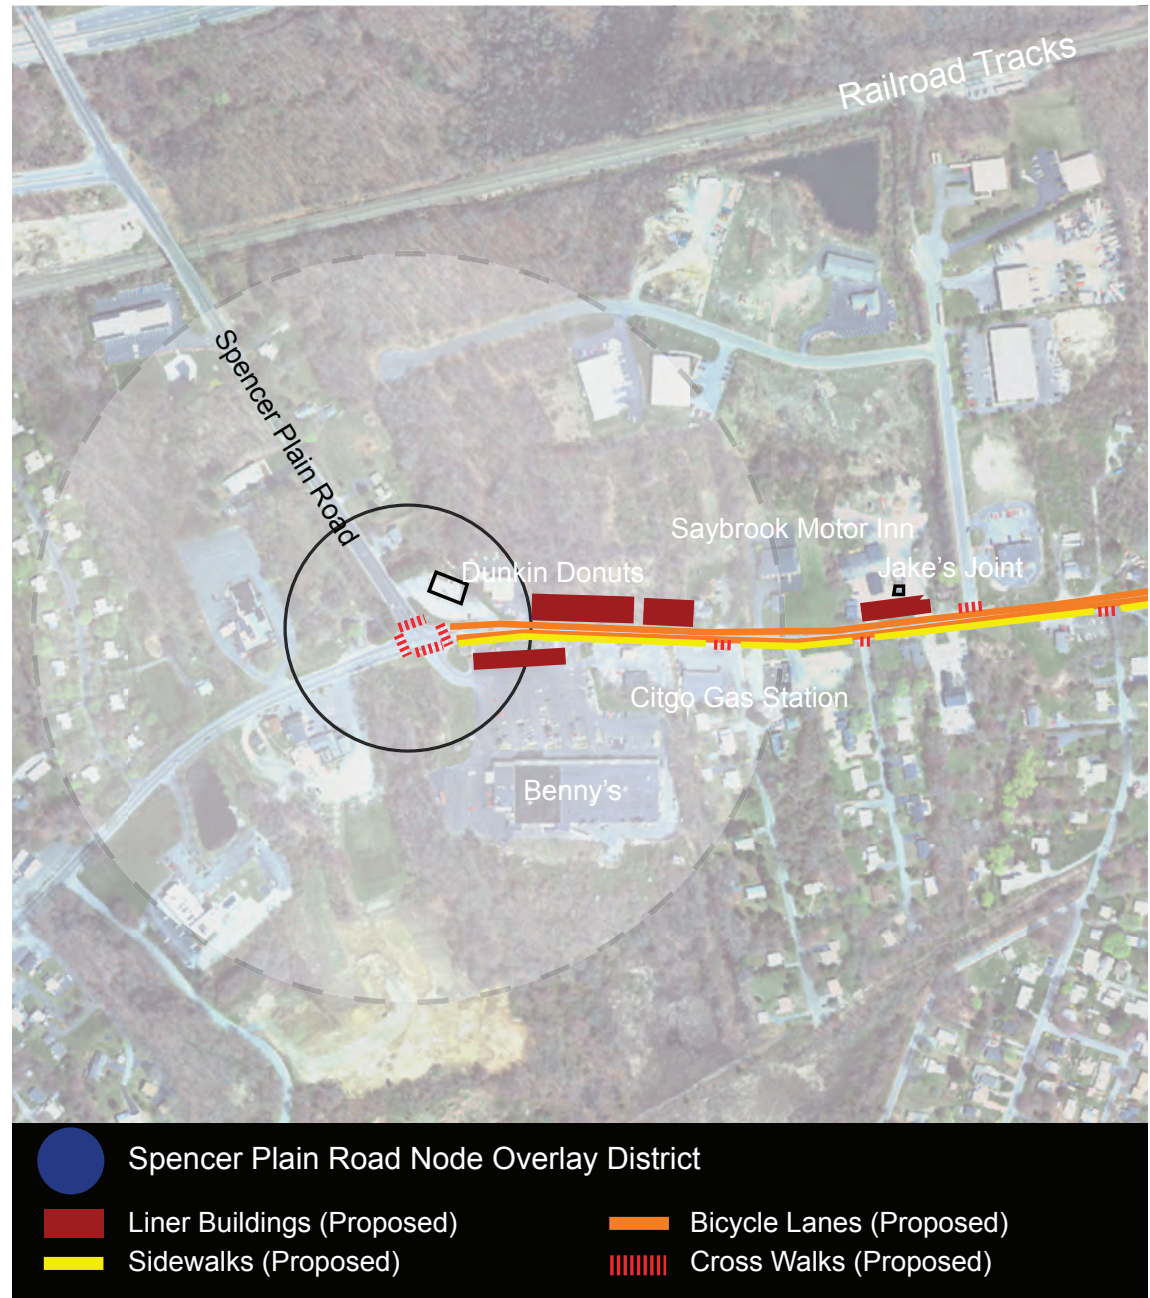 Railroad Tracks
Spencer Plain Road
Saybrook Motor Inn
Jake's Joint
Dunkin Donuts
Citgo Gas Station
Benny's
Spencer Plain Road Node Overlay District
Liner Buildings (Proposed)
Bicycle Lanes (Proposed)
Sidewalks (Proposed)
Cross Walks (Proposed)